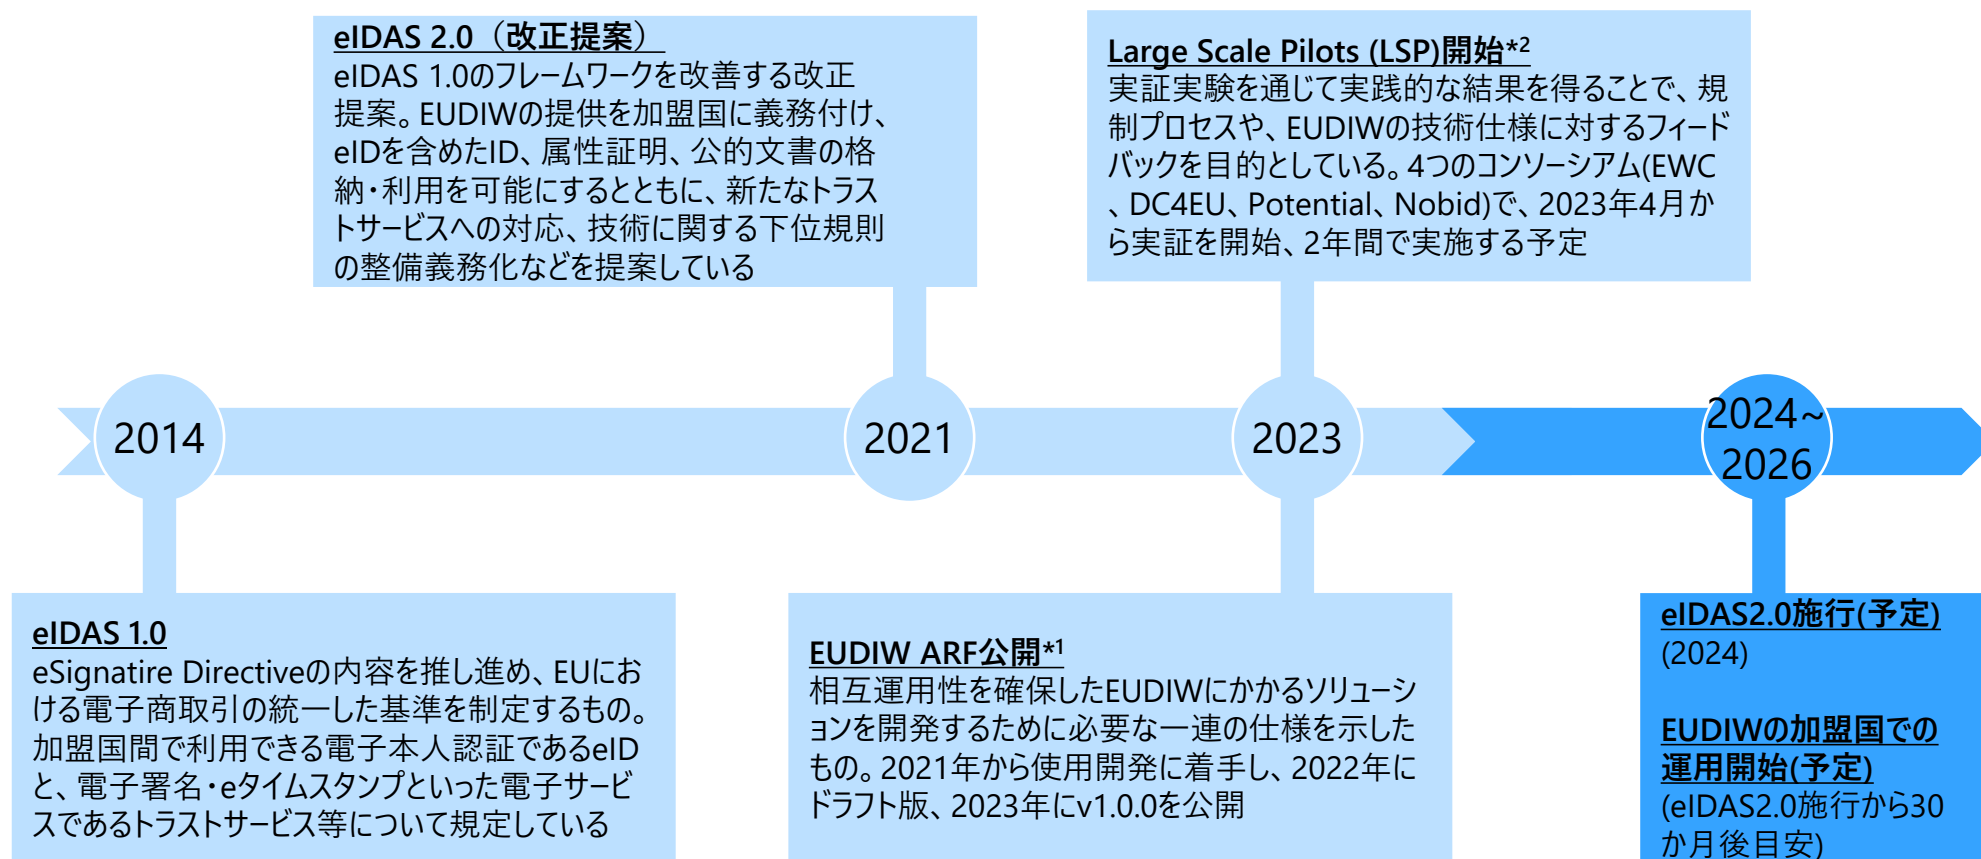 eIDAS 2.0（改正提案）
eIDAS 1.0のフレームワークを改善する改正
提案。EUDIWの提供を加盟国に義務付け、
eIDを含めたID、属性証明、公的文書の格
納・利用を可能にするとともに、新たなトラス
トサービスへの対応、技術に関する下位規則
の整備義務化などを提案している
Large Scale Pilots (LSP)開始*2
実証実験を通じて実践的な結果を得ることで、規
制プロセスや、EUDIWの技術仕様に対するフィード
バックを目的としている。4つのコンソーシアム(EWC
、DC4EU、Potential、Nobid)で、2023年4月か
ら実証を開始、2年間で実施する予定
2014
2021
2023
2024~
2026
eIDAS 1.0
eSignatire Directiveの内容を推し進め、EUにお
ける電子商取引の統一した基準を制定するもの。
加盟国間で利用できる電子本人認証であるeID
と、電子署名・eタイムスタンプといった電子サービ
スであるトラストサービス等について規定している
EUDIW ARF公開*1
相互運用性を確保したEUDIWにかかるソリューシ
ョンを開発するために必要な一連の仕様を示した
もの。2021年から使用開発に着手し、2022年に
ドラフト版、2023年にv1.0.0を公開
eIDAS2.0施行(予定)
(2024)
EUDIWの加盟国での
運用開始(予定)
(eIDAS2.0施行から30
か月後目安)